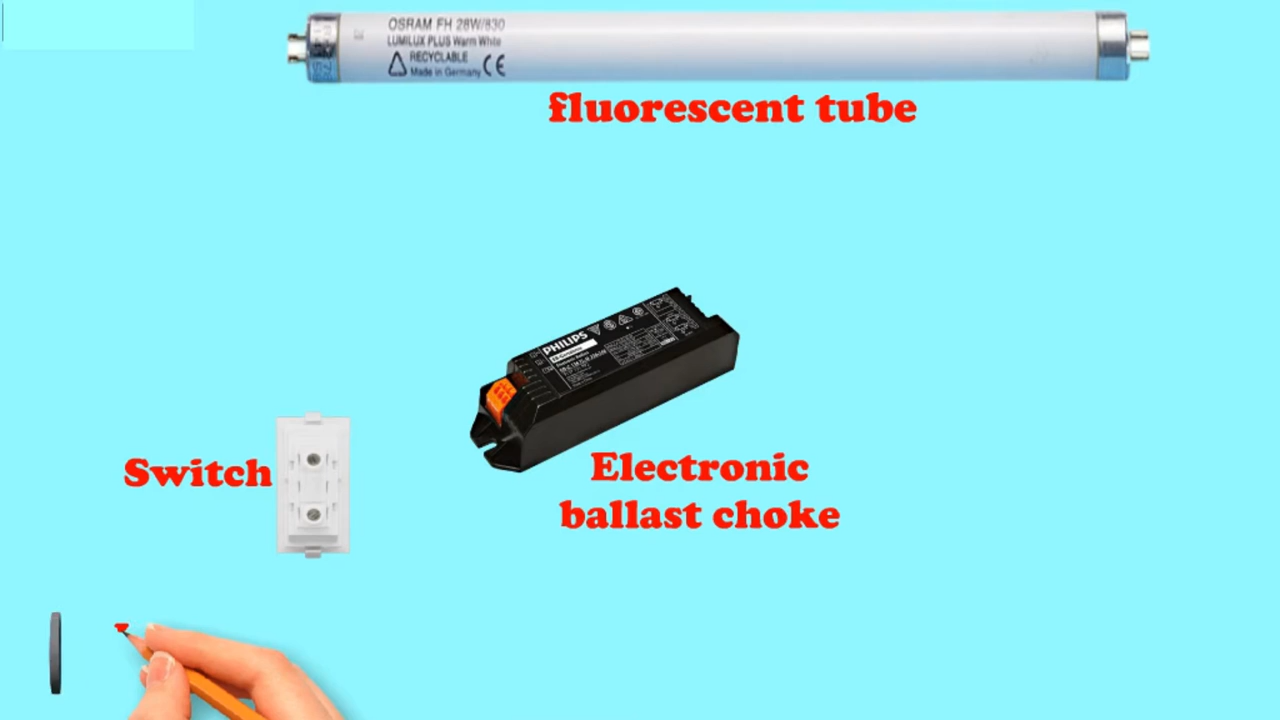 OSRAM FH 28W/830
LUMILUX PLUS Warm White
RECYCLABLE
Made in Germany CE
fluorescent tube
PHILIPS
Switch
Electronic
ballast choke